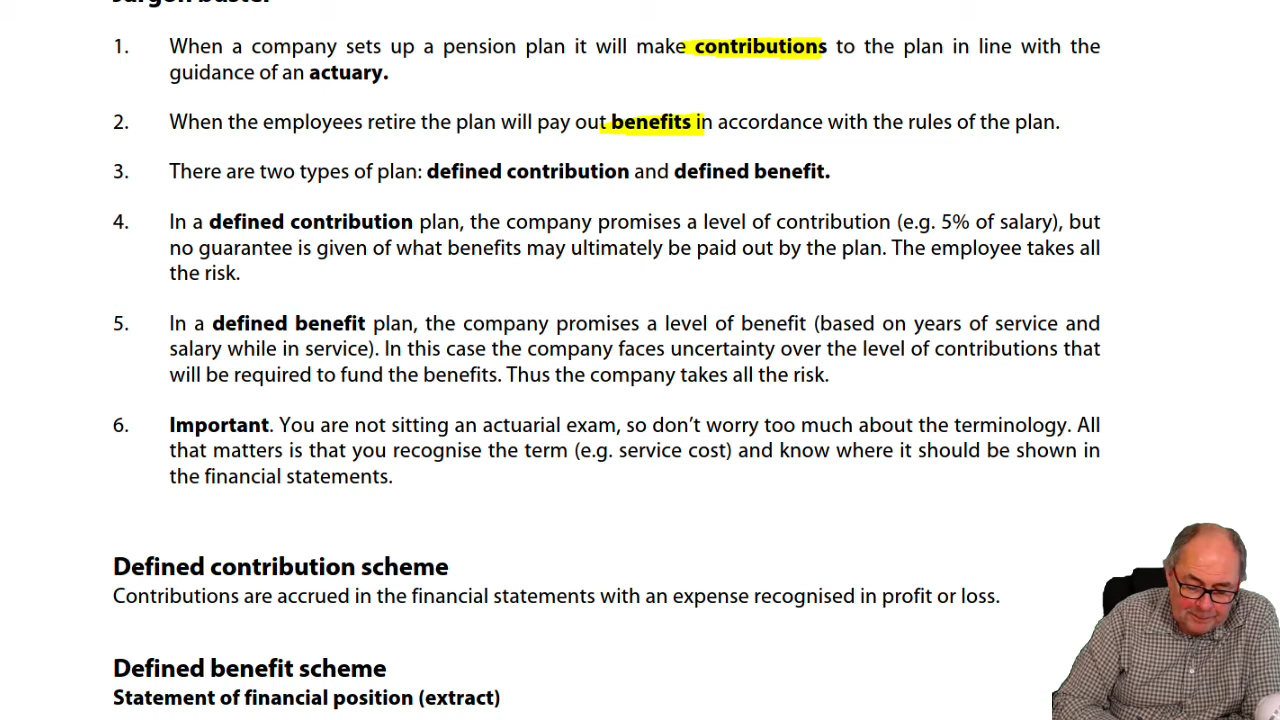 Jargon buster
1. When a company sets up a pension plan it will make contributions to the plan in line with the
guidance of an actuary.
2. When the employees retire the plan will pay out benefits in accordance with the rules of the plan.
3. There are two types of plan: defined contribution and defined benefit.
4. In a defined contribution plan, the company promises a level of contribution (e.g. 5% of salary), but
no guarantee is given of what benefits may ultimately be paid out by the plan. The employee takes all
the risk.
5. In a defined benefit plan, the company promises a level of benefit (based on years of service and
salary while in service). In this case the company faces uncertainty over the level of contributions that
will be required to fund the benefits. Thus the company takes all the risk.
6. Important. You are not sitting an actuarial exam, so don’t worry too much about the terminology. All
that matters is that you recognise the term (e.g. service cost) and know where it should be shown in
the financial statements.
Defined contribution scheme
Contributions are accrued in the financial statements with an expense recognised in profit or loss.
Defined benefit scheme
Statement of financial position (extract)